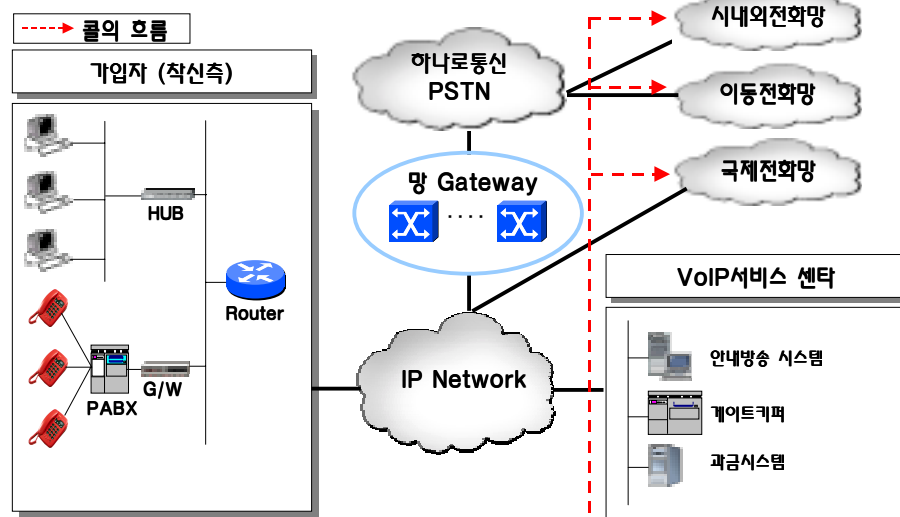 콜의 흐름
가입자 (착신측)
HUB
Router
G/W
PABX
하나로통신
PSTN
망 Gateway
IP Network
시내외전화망
이동전화망
국제전화망
VoIP서비스 센타
안내방송 시스템
게이트키퍼
과금시스템